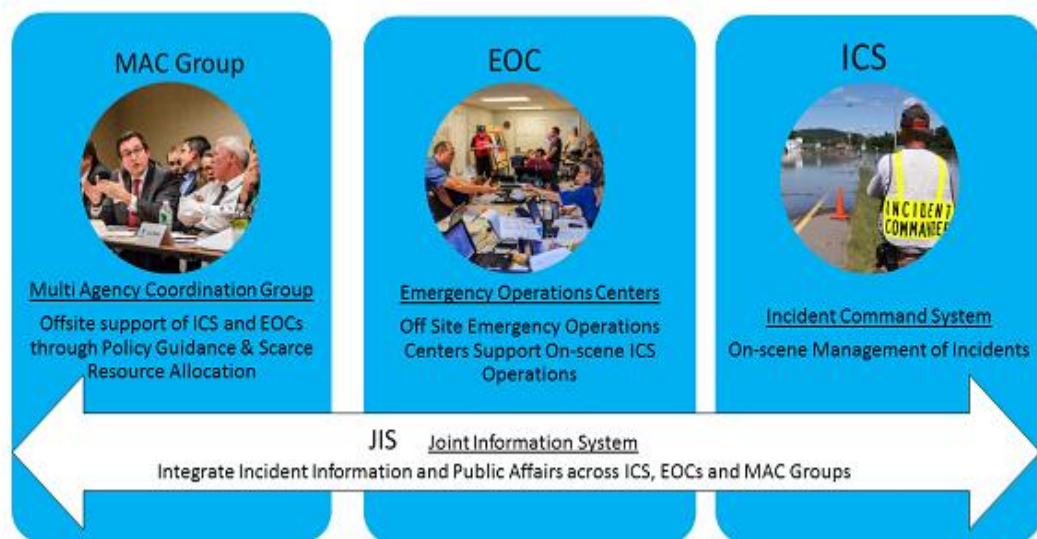 MAC Group
Multi Agency Coordination Group
Offsite support of ICS and EOCs
through Policy Guidance & Scarce
Resource Allocation
EOC
Emergency Operations Centers
Off Site Emergency Operations
Centers Support On-scene ICS
Operations
ICS
INCIDENT
COMMANDER
Incident Command System
On-scene Management of Incidents
JIS Joint Information System
Integrate Incident Information and Public Affairs across ICS, EOCs and MAC Groups